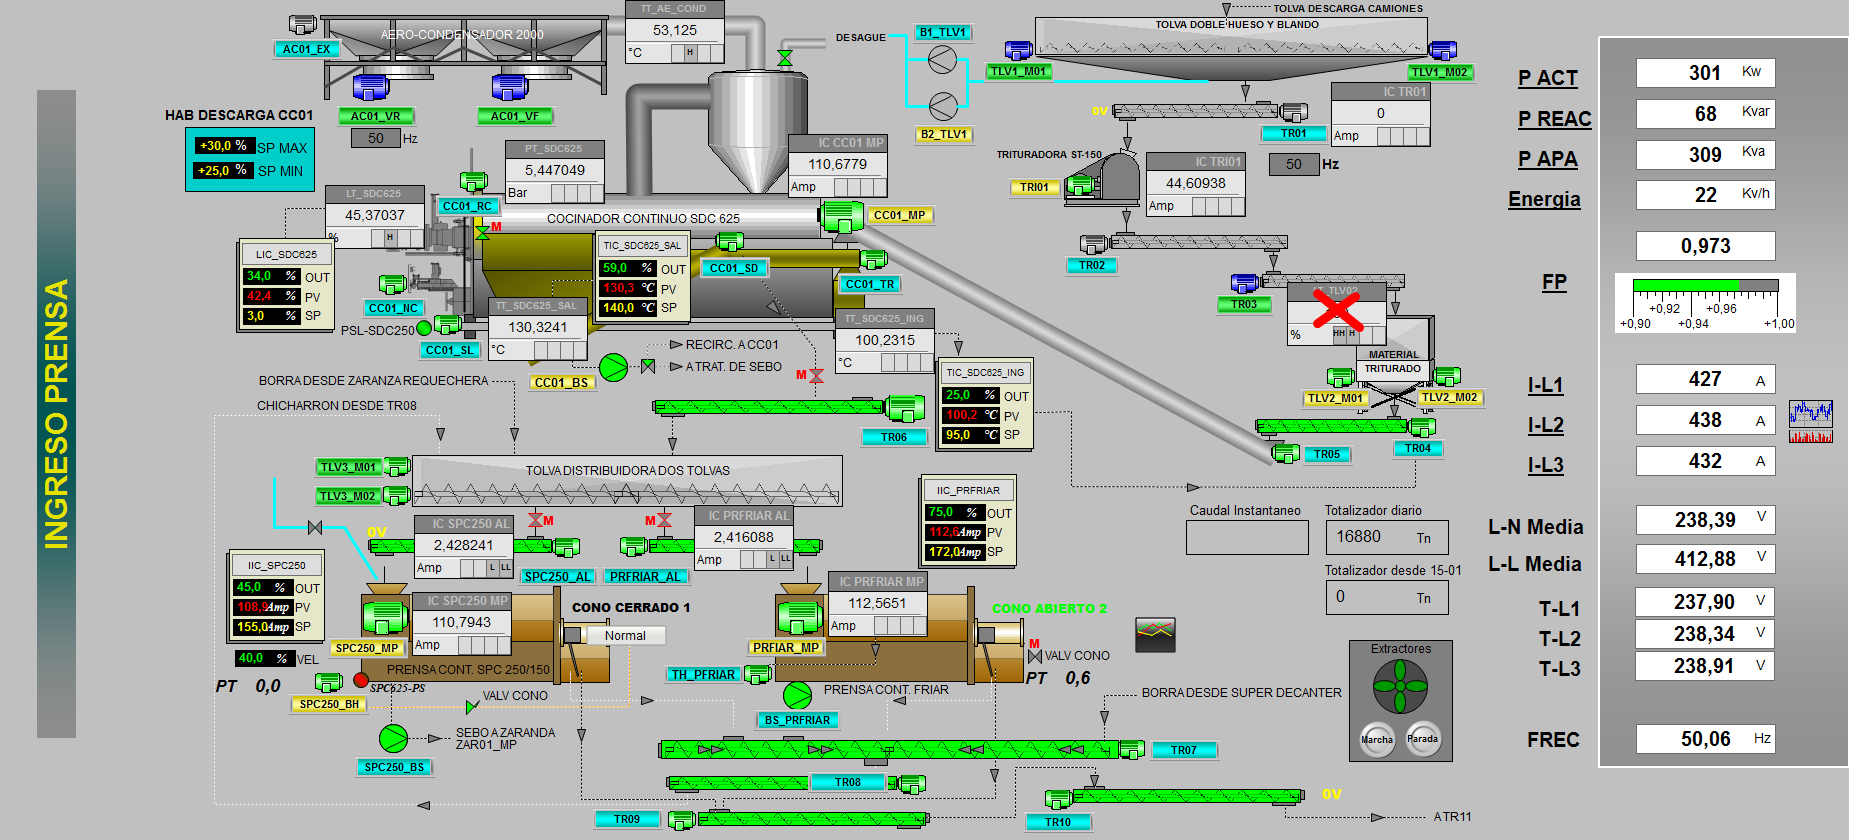 TT_AE_COND
53,125
°C
H
AERO-CONDENSADOR 2000
AC01_EX
AC01_VR
AC01_VF
50 Hz
DESAGUE
B1_TLV1
B2_TLV1
TOLVA DESCARGA CAMIONES
TOLVA DOBLE HUESO Y BLANDO
TLV1_M01
TLV1_M02
0V
TR01
IC TR01
0
Amp
50 Hz
HAB DESCARGA CC01
+30,0 % SP MAX
+25,0 % SP MIN
PT_SDC625
5,447049
Bar
IC CC01 MP
110,6779
Amp
TRITURADORA ST-150
TRI01
IC TRI01
44,60938
Amp
LT_SDC625
45,37037
%
H
CC01_RC
M
COCINADOR CONTINUO SDC 625
CC01_MP
TR02
LIC_SDC625
34,0 % OUT
42,4 % PV
3,0 % SP
TIC_SDC625_SAL
59,0 % OUT
130,3 °C PV
140,0 °C SP
CC01_SD
CC01_TR
CC01_NC
PSL-SDC250
CC01_SL
TT_SDC625_SAL
130,3241
°C
TT_SDC625_ING
100,2315
°C
TR03
LT_TLV02
%
HH H
MATERIAL
TRITURADO
TLV2_M01
TLV2_M02
RECIRC. A CC01
A TRAT. DE SEBO
CC01_BS
M
TIC_SDC625_ING
25,0 % OUT
100,2 °C PV
95,0 °C SP
BORRA DESDE ZARANZA REQUECHERA
CHICHARRON DESDE TR08
TR06
TR05
TR04
INGRESO PRENSA
TLV3_M01
TLV3_M02
TOLVA DISTRIBUIDORA DOS TOLVAS
M
M
0V
IC SPC250 AL
2,428241
Amp
L LL
IC PRFRIAR AL
2,416088
Amp
L LL
SPC250_AL
PRFRIAR_AL
IIC_PRFRIAR
75,0 % OUT
112,6 Amp PV
172,0 Amp SP
Caudal Instantaneo
Totalizador diario
16880 Tn
Totalizador desde 15-01
0 Tn
IIC_SPC250
45,0 % OUT
108,9 Amp PV
155,0 Amp SP
40,0 % VEL
PT 0,0
IC SPC250 MP
110,7943
Amp
SPC250_MP
PRENSA CONT. SPC 250/150
SPC625-PS
SPC250_BH
CONO CERRADO 1
Normal
VALV CONO
IC PRFRIAR MP
112,5651
Amp
PRFIAR_MP
CONO ABIERTO 2
M
VALV CONO
PT 0,6
TH_PFRIAR
PRENSA CONT. FRIAR
BS_PRFRIAR
SEBO A ZARANDA
ZAR01_MP
SPC250_BS
BORRA DESDE SUPER DECANTER
TR07
TR08
TR09
TR10
0V
A TR11
Extractores
Marcha
Parada
P ACT 301 Kw
P REAC 68 Kvar
P APA 309 Kva
Energia 22 Kv/h
0,973
FP
+0,92 +0,96
+0,90 +0,94 +1,00
I-L1 427 A
I-L2 438 A
I-L3 432 A
L-N Media 238,39 V
L-L Media 412,88 V
T-L1 237,90 V
T-L2 238,34 V
T-L3 238,91 V
FREC 50,06 Hz